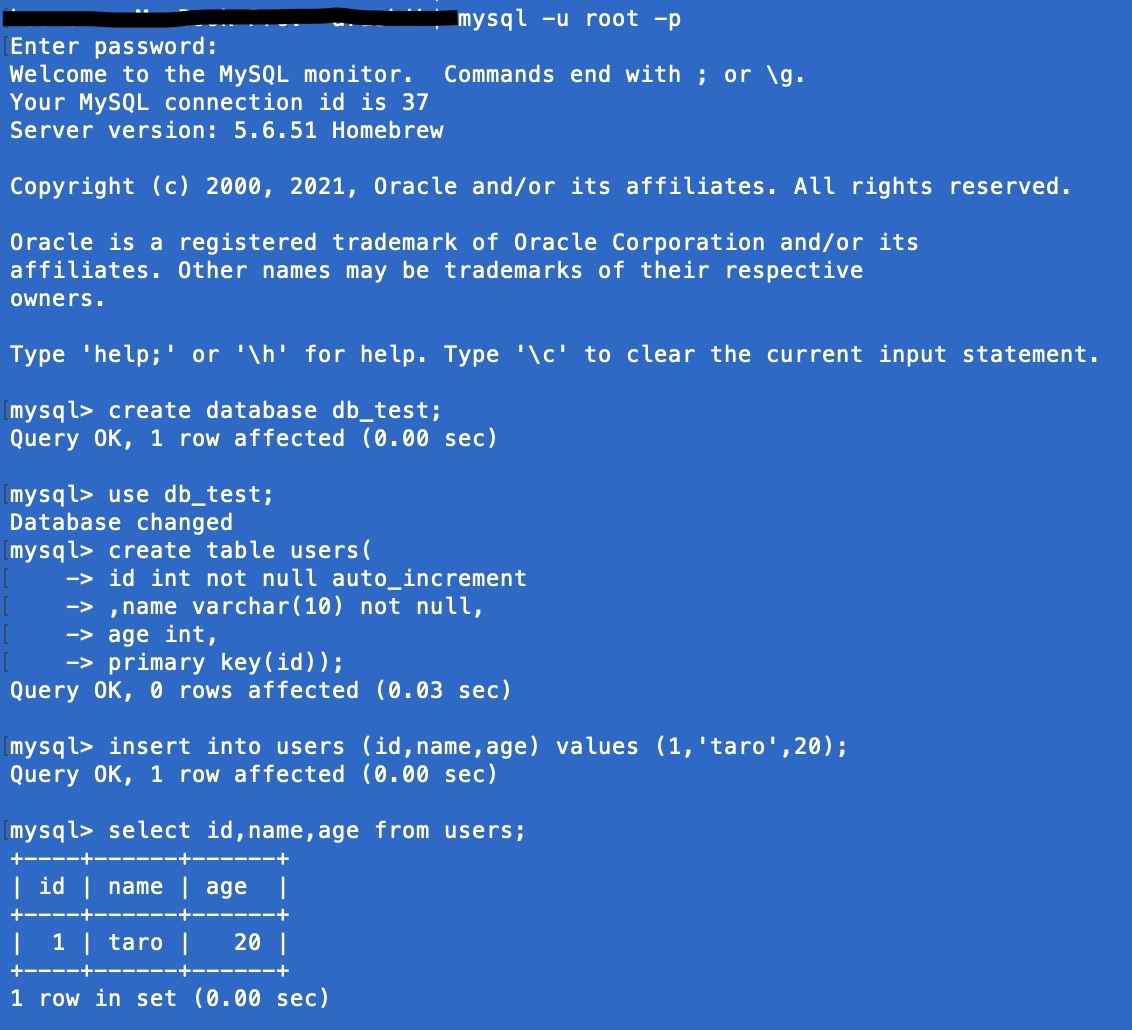 mysql -u root -p
Enter password:
Welcome to the MySQL monitor.  Commands end with ; or \g.
Your MySQL connection id is 37
Server version: 5.6.51 Homebrew
Copyright (c) 2000, 2021, Oracle and/or its affiliates. All rights reserved.
Oracle is a registered trademark of Oracle Corporation and/or its
affiliates. Other names may be trademarks of their respective
owners.
Type 'help;' or '\h' for help. Type '\c' to clear the current input statement.
mysql> create database db_test;
Query OK, 1 row affected (0.00 sec)
mysql> use db_test;
Database changed
mysql> create table users(
    -> id int not null auto_increment
    -> ,name varchar(10) not null,
    -> age int,
    -> primary key(id));
Query OK, 0 rows affected (0.03 sec)
mysql> insert into users (id,name,age) values (1,'taro',20);
Query OK, 1 row affected (0.00 sec)
mysql> select id,name,age from users;
+----+------+------+
| id | name | age  |
+----+------+------+
|  1 | taro |   20 |
+----+------+------+
1 row in set (0.00 sec)